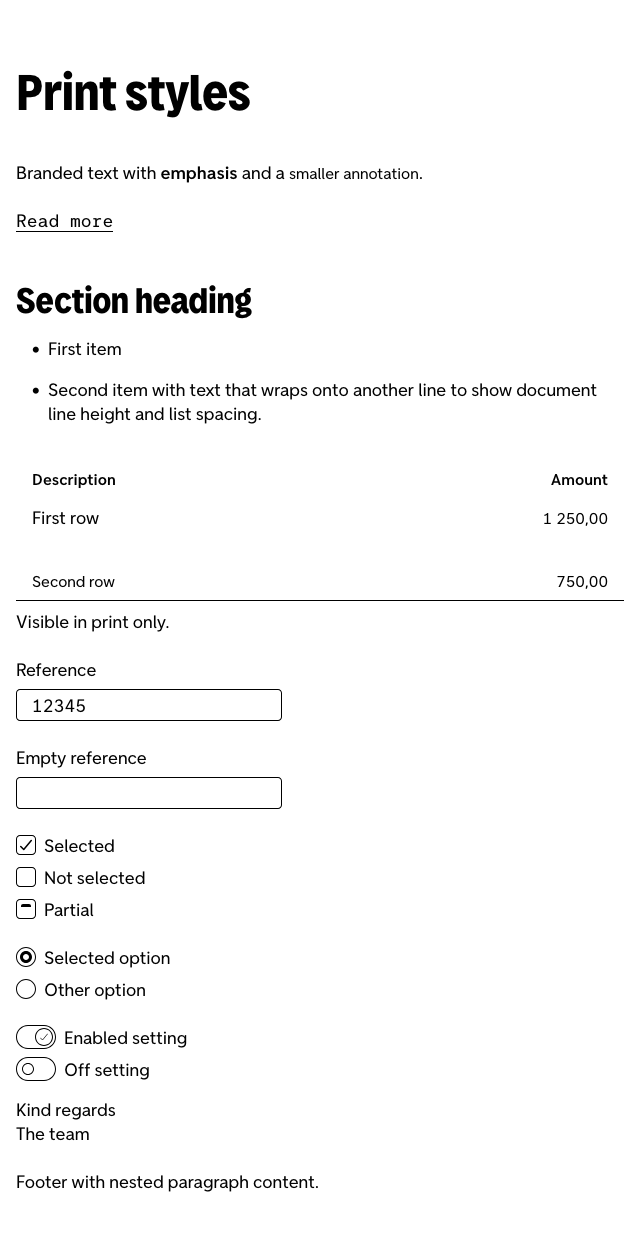 Print styles
Branded text with emphasis and a smaller annotation.
Read more
Section heading
First item
Second item with text that wraps onto another line to show document
line height and list spacing.
Description Amount
First row 1 250,00
Second row 750,00
Visible in print only.
Reference
12345
Empty reference
Selected
Not selected
Partial
Selected option
Other option
Enabled setting
Off setting
Kind regards
The team
Footer with nested paragraph content.